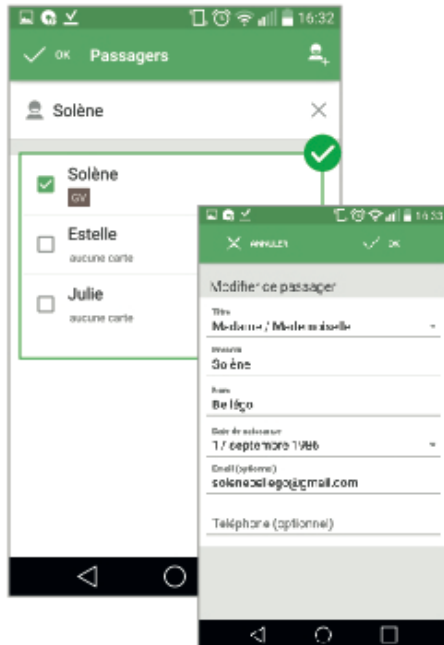 16:32
OK Passagers
Solène
Solène
GV
Estelle
aucune carte
Julie
aucune carte
16:33
ANNULER
OK
Modifier ce passager
Titre
Madame / Mademoiselle
Prénom
Solène
Nom
Bellégo
Date de naissance
17 septembre 1986
Email (optionnel)
solenebellego@gmail.com
Téléphone (optionnel)